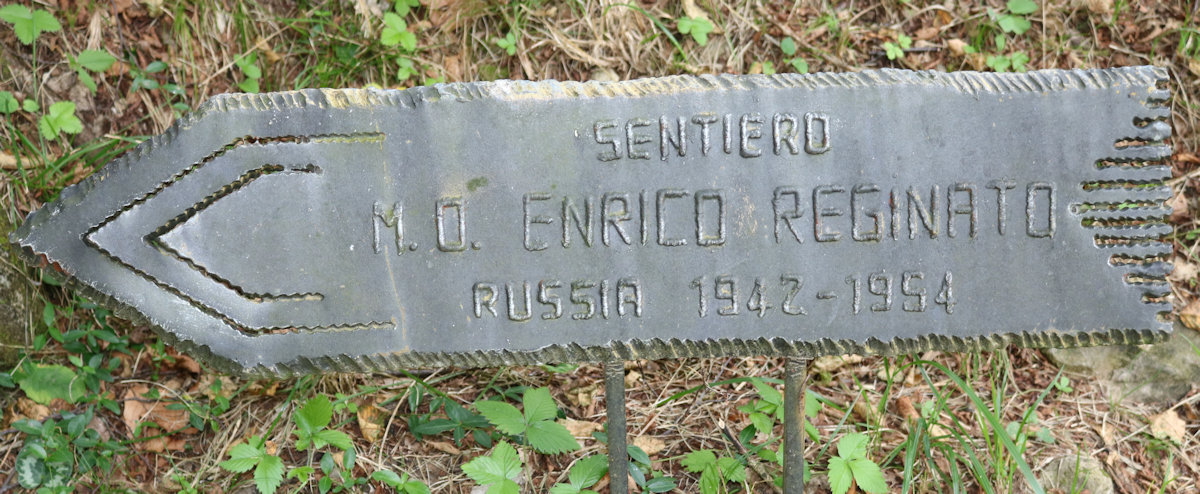 SENTIERO
M. O. ENRICO REGINATO
RUSSIA 1942-1954